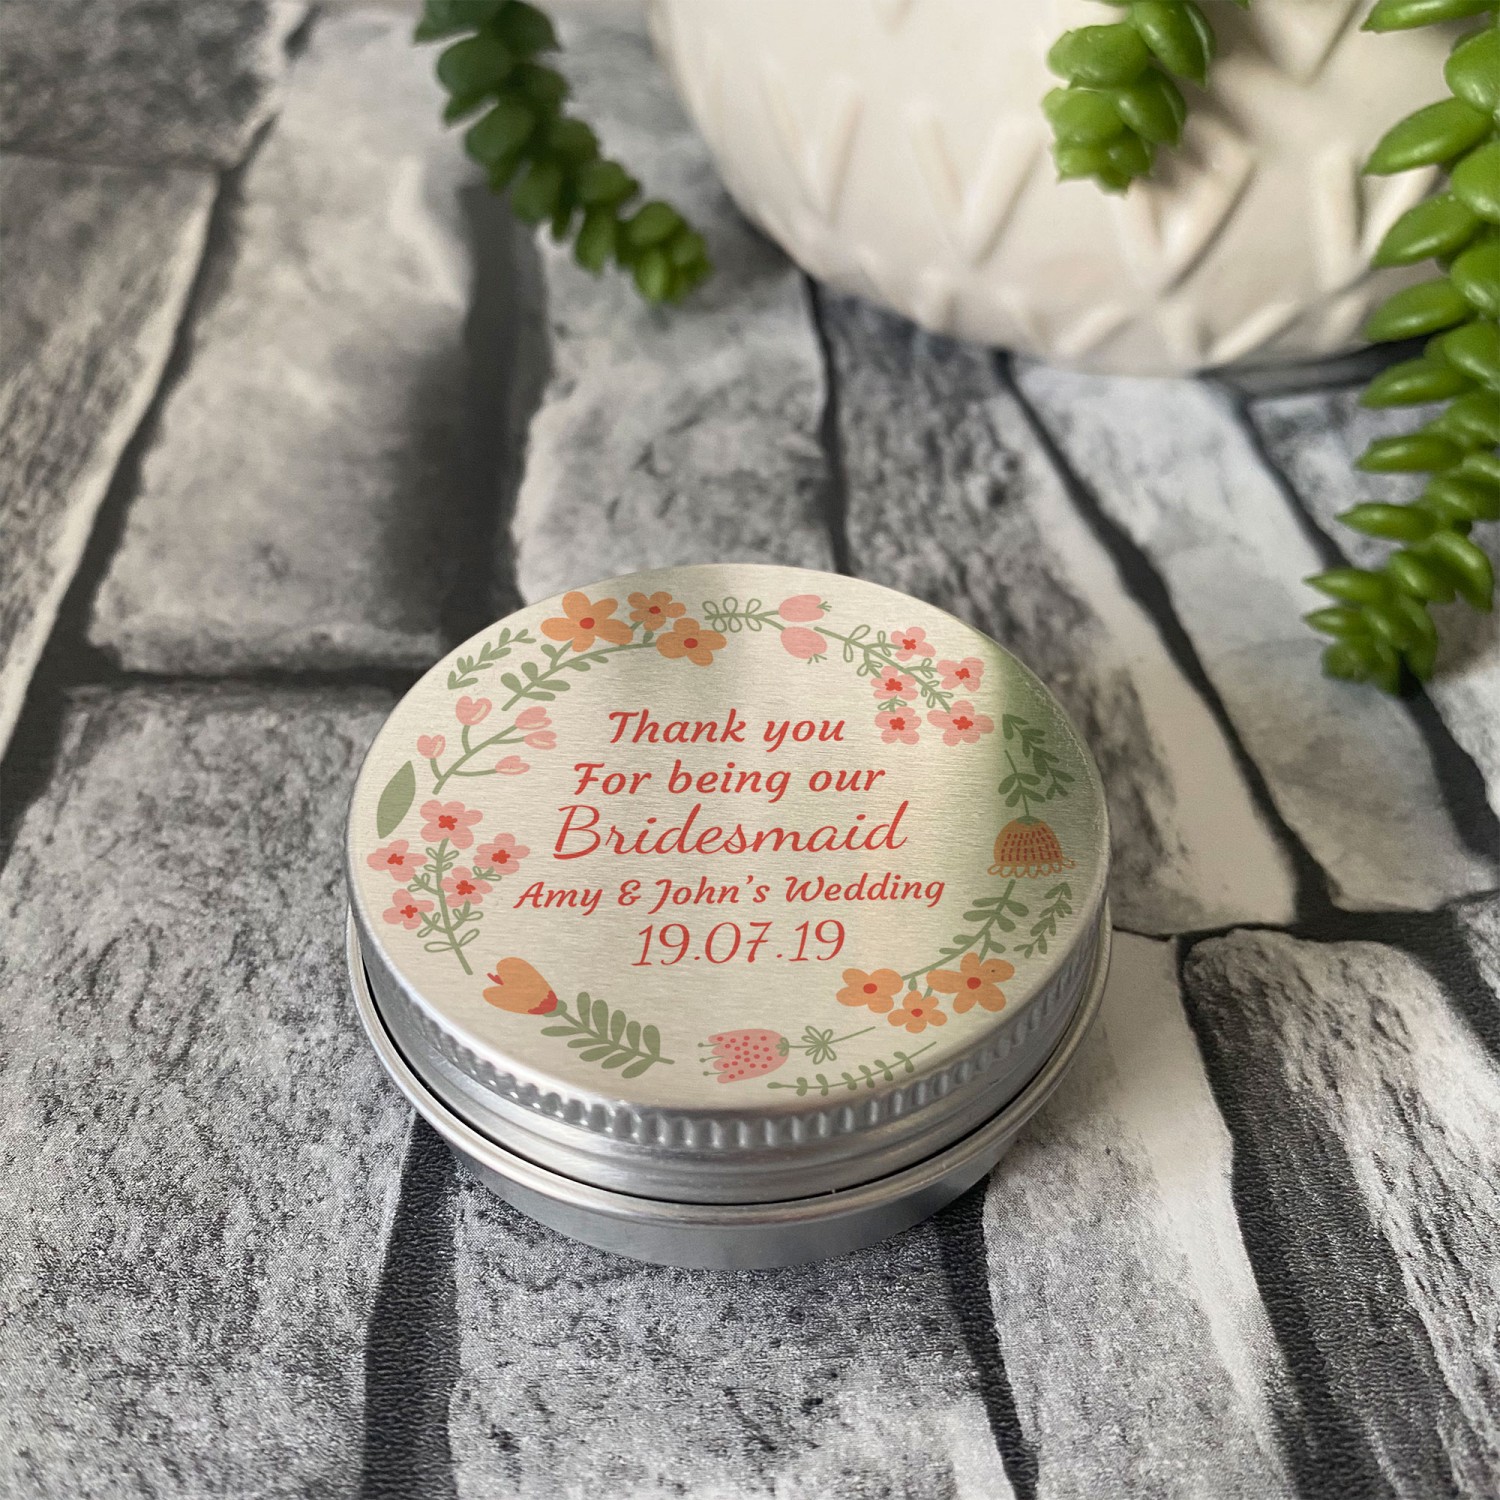 Thank you
For being our
Bridesmaid
Amy & John's Wedding
19.07.19